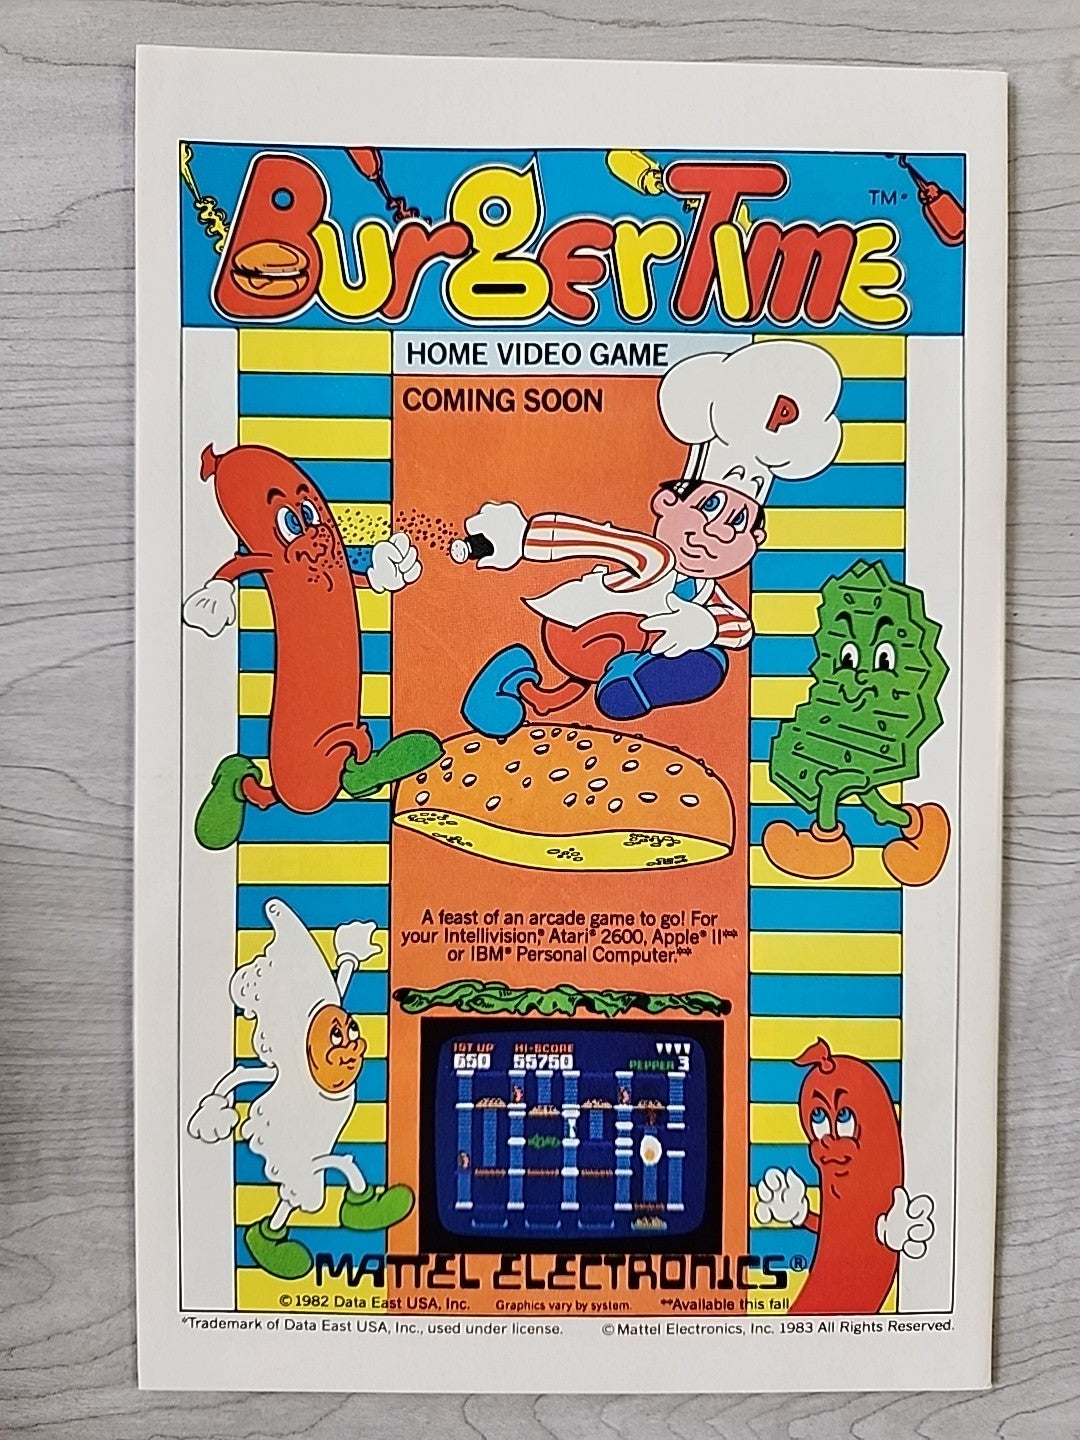 BurgerTime TM*
HOME VIDEO GAME
COMING SOON
P
A feast of an arcade game to go! For
your Intellivision,® Atari® 2600, Apple® II**
or IBM® Personal Computer.**
1ST UP HI-SCORE
650 55750 PEPPER 3
MATTEL ELECTRONICS®
©1982 Data East USA, Inc. Graphics vary by system. **Available this fall
*Trademark of Data East USA, Inc., used under license. ©Mattel Electronics, Inc. 1983 All Rights Reserved.